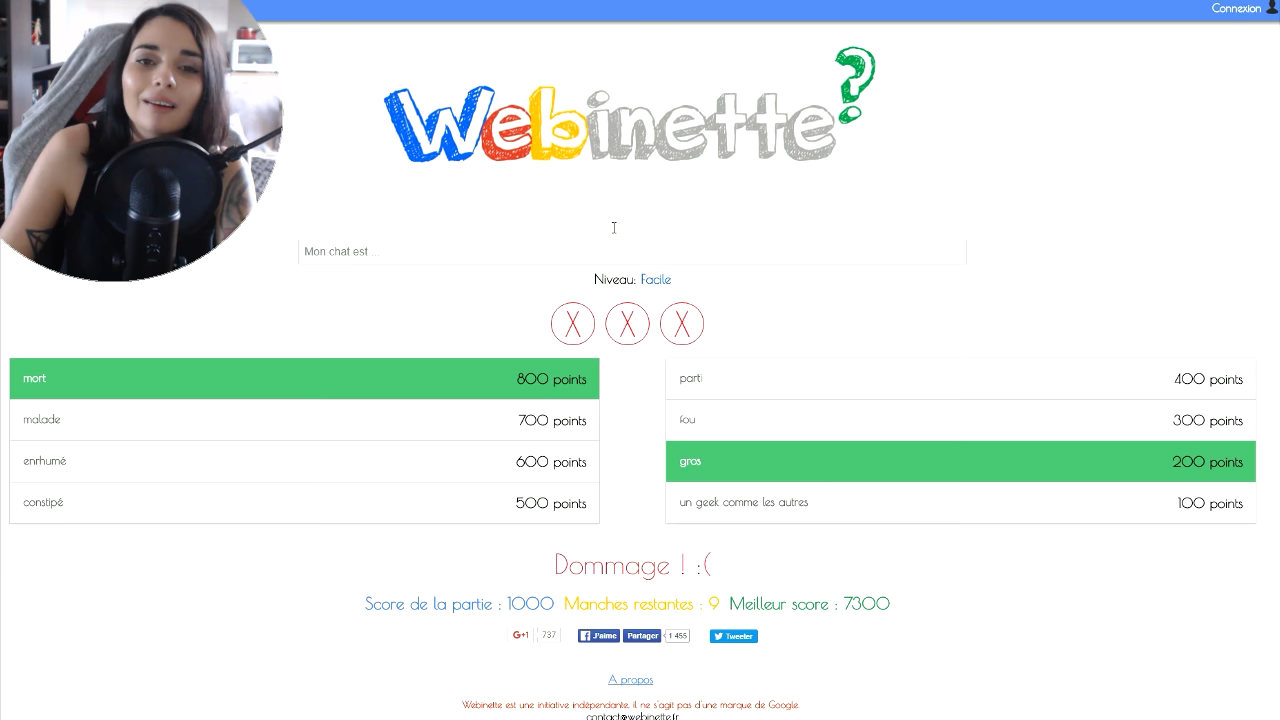 Connexion
Webinette?
Mon chat est ...
Niveau: Facile
X X X
mort 800 points
malade 700 points
enrhumé 600 points
constipé 500 points
parti 400 points
fou 300 points
gros 200 points
un geek comme les autres 100 points
Dommage ! :(
Score de la partie : 1000 Manches restantes : 9 Meilleur score : 7300
G+1 737 J'aime Partager 1 455 Tweeter
A propos
Webinette est une initiative indépendante, il ne s'agit pas d'une marque de Google.
contact@webinette.fr